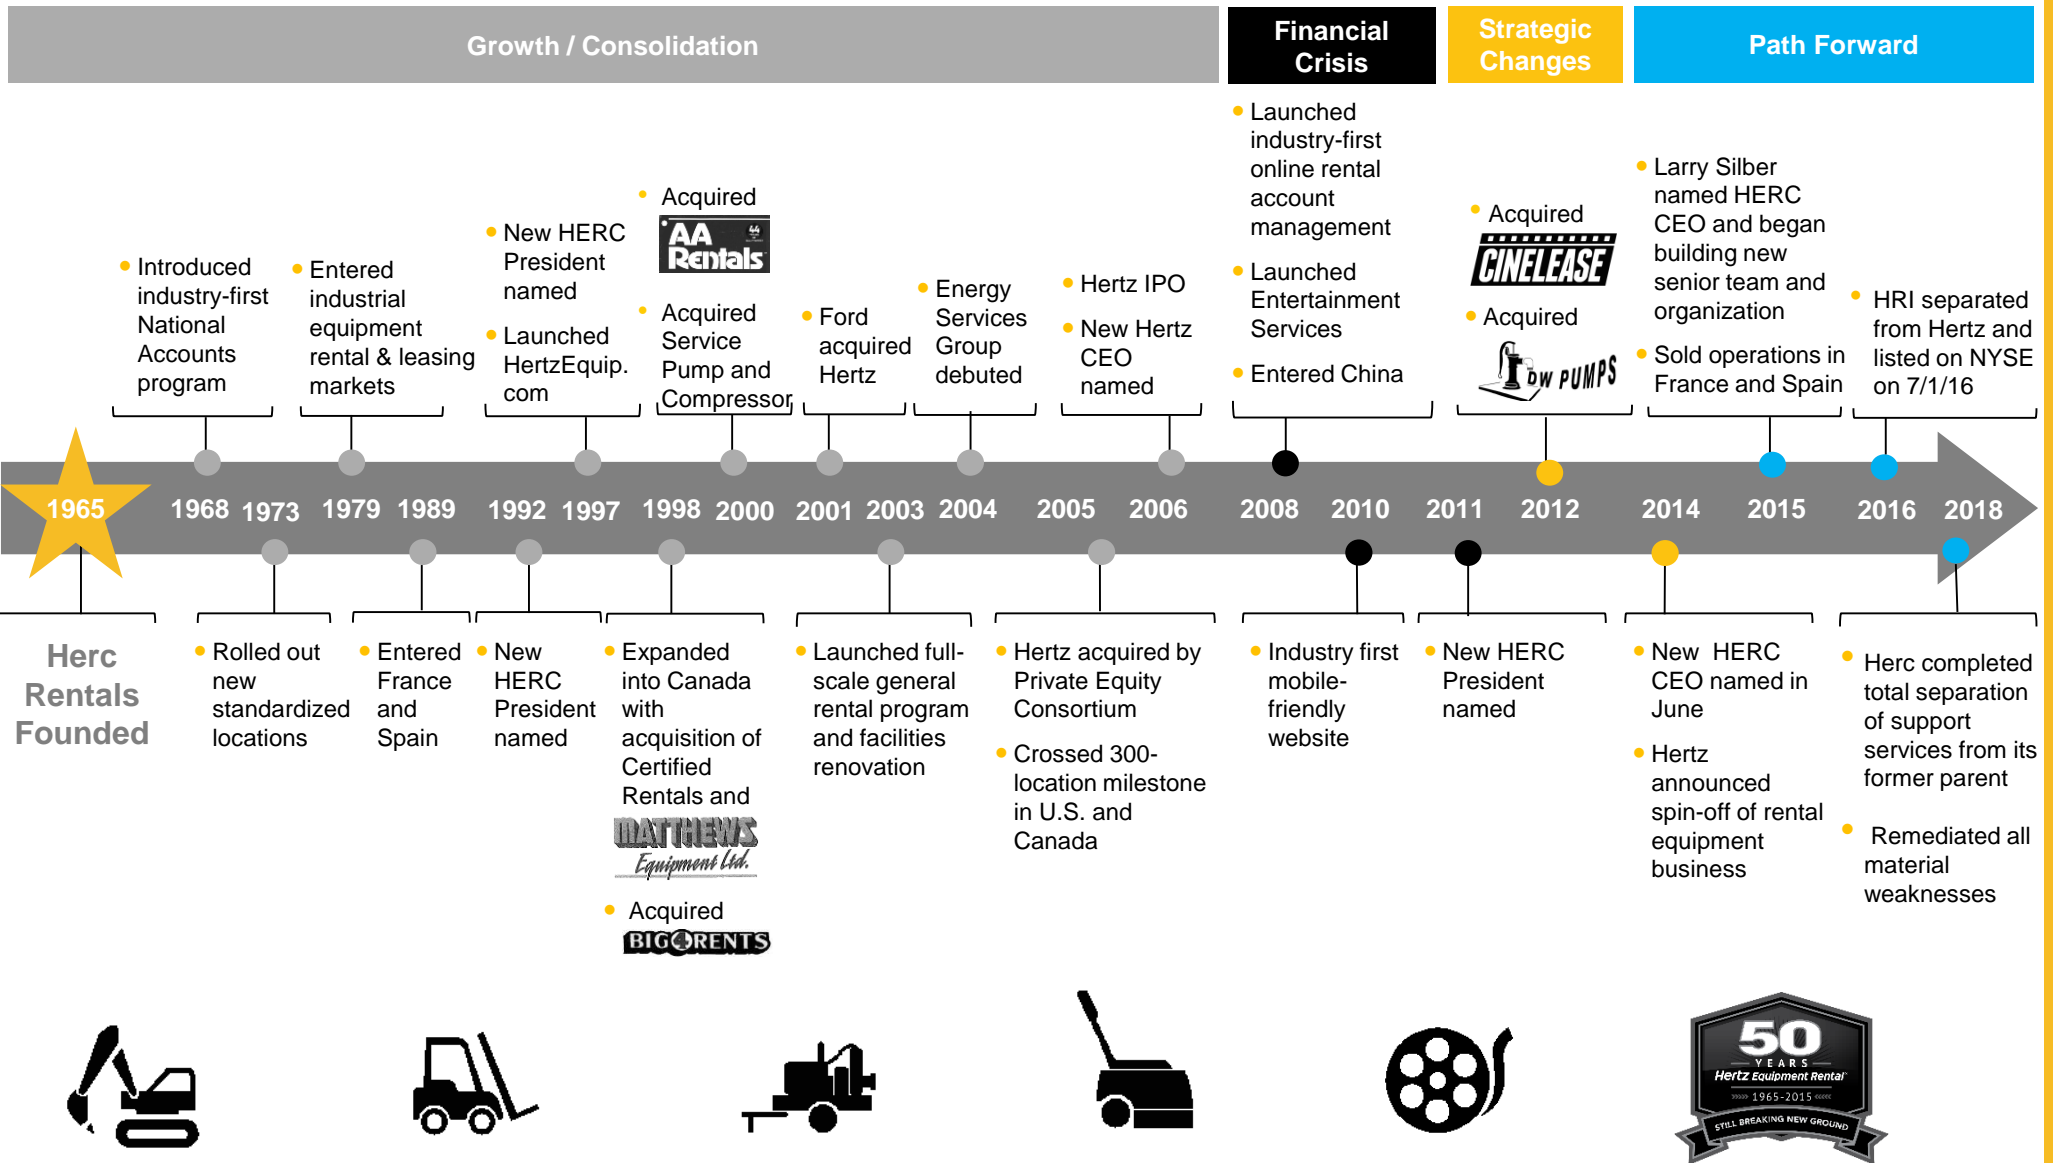 Growth / Consolidation
Financial
Crisis
Strategic
Changes
Path Forward
Introduced
industry-first
National
Accounts
program
Entered
industrial
equipment
rental & leasing
markets
New HERC
President
named
Launched
HertzEquip.
com
Acquired
AA
Rentals
Acquired
Service
Pump and
Compressor
Ford
acquired
Hertz
Energy
Services
Group
debuted
Hertz IPO
New Hertz
CEO
named
Launched
industry-first
online rental
account
management
Launched
Entertainment
Services
Entered China
Acquired
CINELEASE
Acquired
DW PUMPS
Larry Silber
named HERC
CEO and began
building new
senior team and
organization
Sold operations in
France and Spain
HRI separated
from Hertz and
listed on NYSE
on 7/1/16
1965 1968 1973 1979 1989 1992 1997 1998 2000 2001 2003 2004 2005 2006 2008 2010 2011 2012 2014 2015 2016 2018
Herc
Rentals
Founded
Rolled out
new
standardized
locations
Entered
France
and
Spain
New
HERC
President
named
Expanded
into Canada
with
acquisition of
Certified
Rentals and
MATTHEWS
Equipment Ltd.
Acquired
BIG4RENTS
Launched full-
scale general
rental program
and facilities
renovation
Hertz acquired by
Private Equity
Consortium
Crossed 300-
location milestone
in U.S. and
Canada
Industry first
mobile-
friendly
website
New HERC
President
named
New HERC
CEO named in
June
Hertz
announced
spin-off of rental
equipment
business
Herc completed
total separation
of support
services from its
former parent
Remediated all
material
weaknesses
50
YEARS
Hertz Equipment Rental
1965-2015
STILL BREAKING NEW GROUND